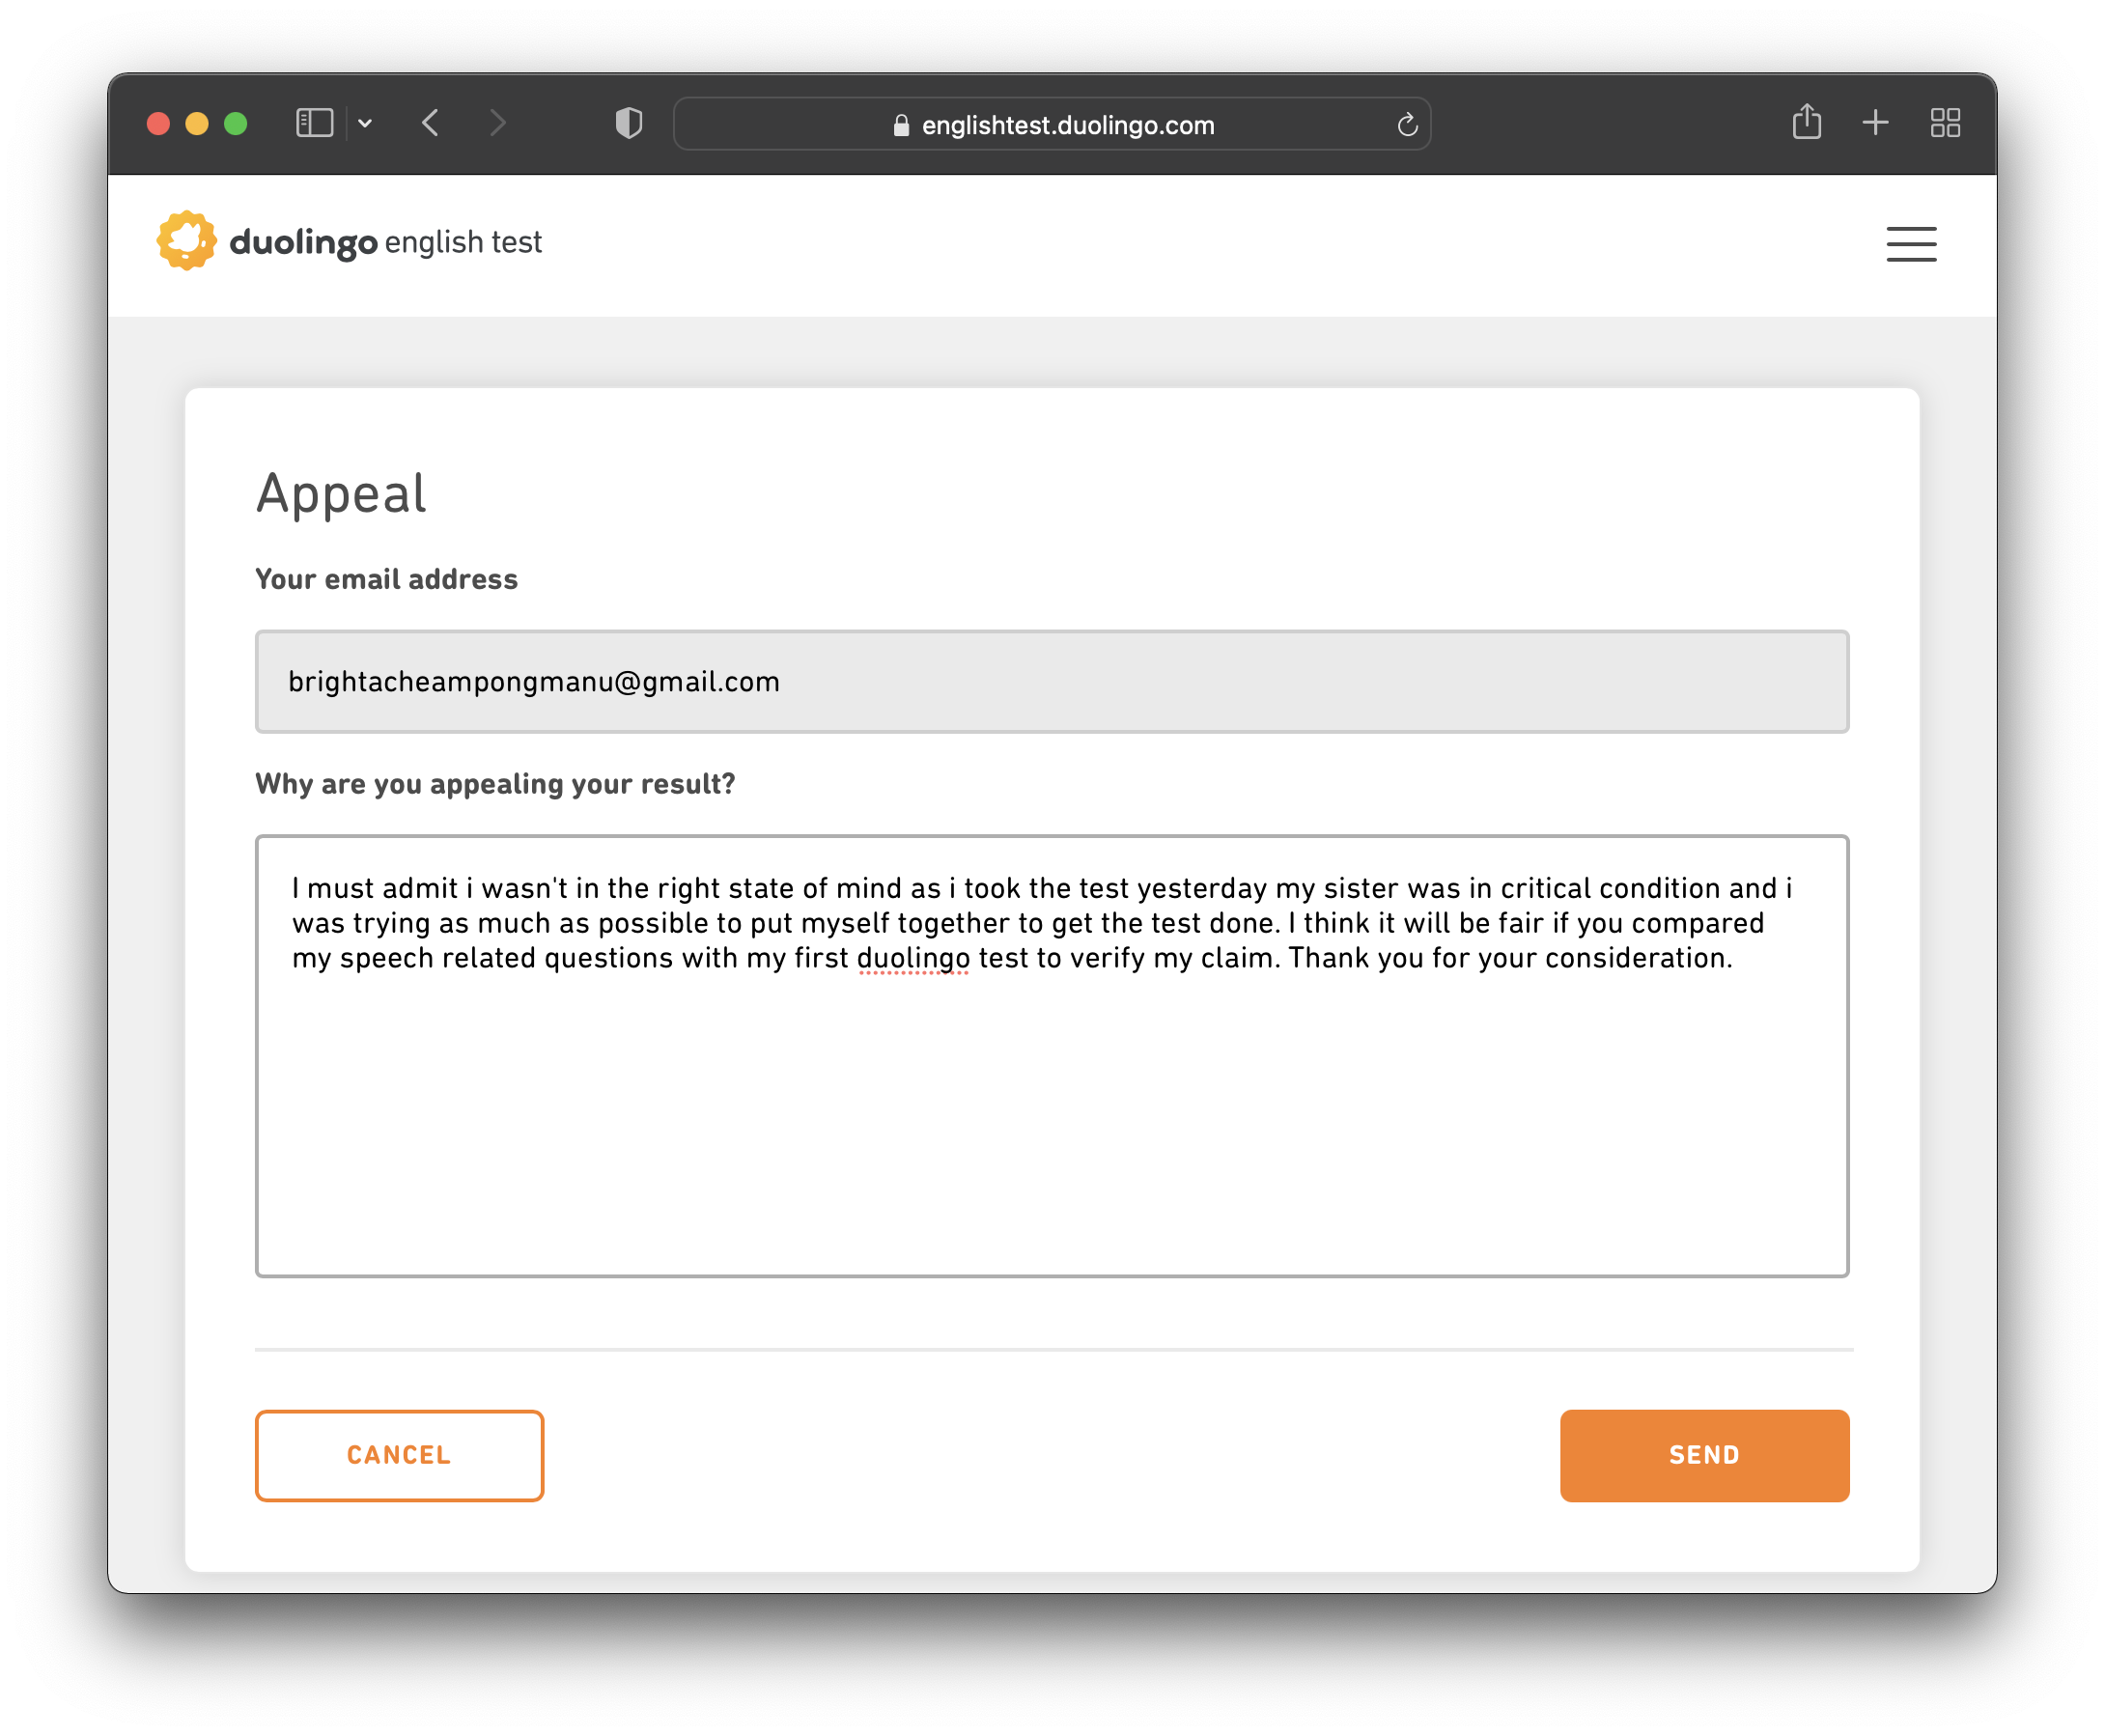 englishtest.duolingo.com
duolingo english test
Appeal
Your email address
brightacheampongmanu@gmail.com
Why are you appealing your result?
I must admit i wasn't in the right state of mind as i took the test yesterday my sister was in critical condition and i
was trying as much as possible to put myself together to get the test done. I think it will be fair if you compared
my speech related questions with my first duolingo test to verify my claim. Thank you for your consideration.
CANCEL
SEND